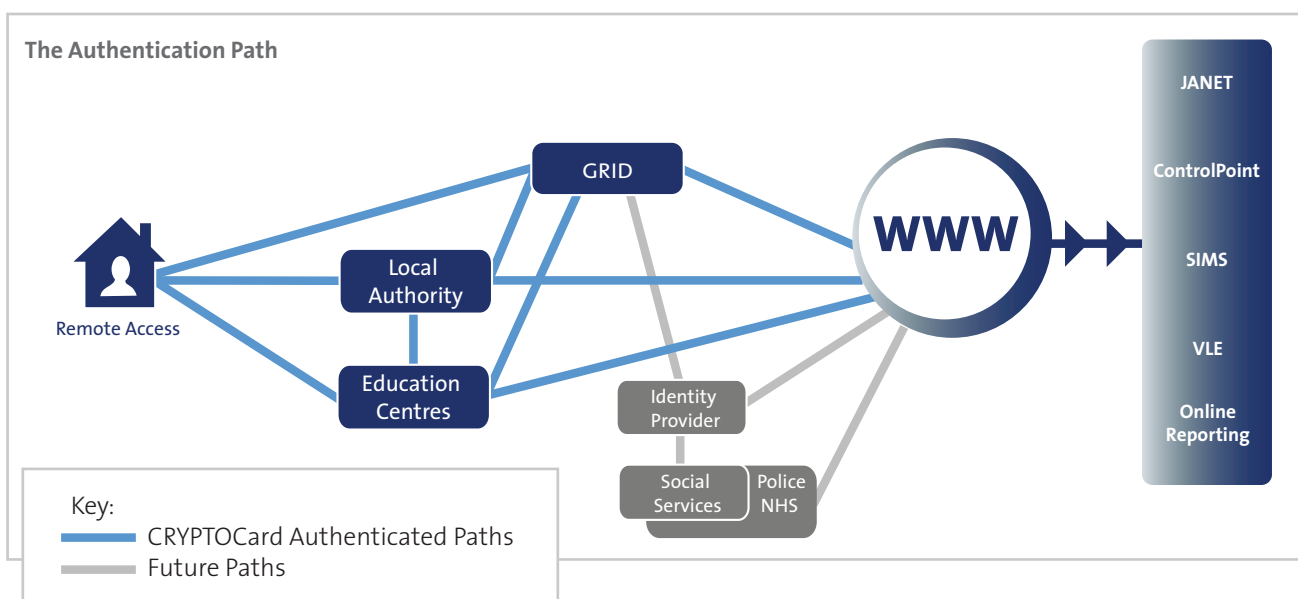 The Authentication Path
JANET
ControlPoint
SIMS
VLE
Online
Reporting
GRID
WWW
Local
Authority
Remote Access
Education
Centres
Identity
Provider
Social
Services
Police
NHS
Key:
CRYPTOCard Authenticated Paths
Future Paths